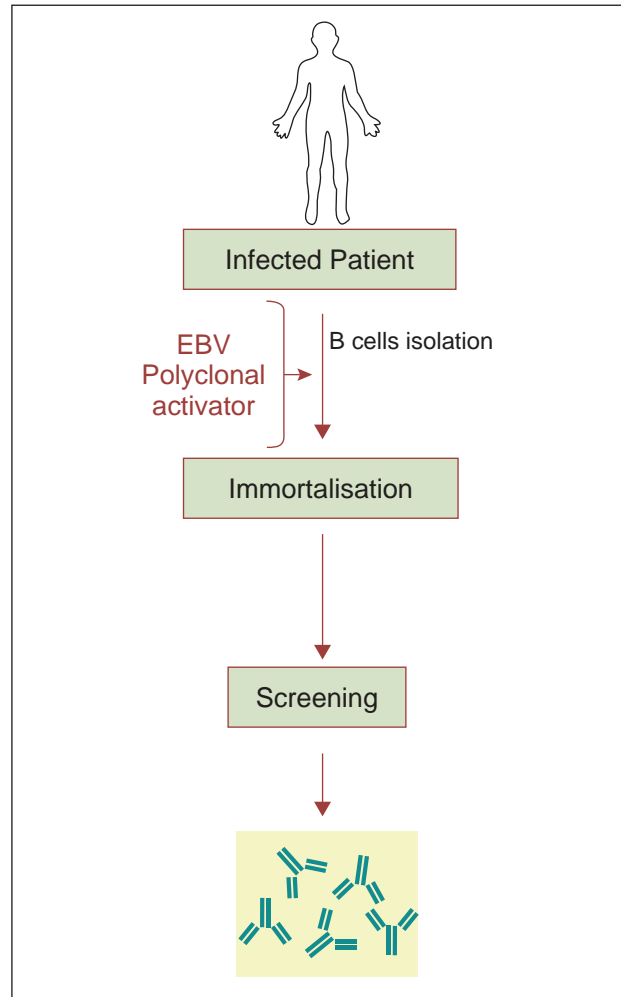 Infected Patient
B cells isolation
EBV
Polyclonal
activator
Immortalisation
Screening